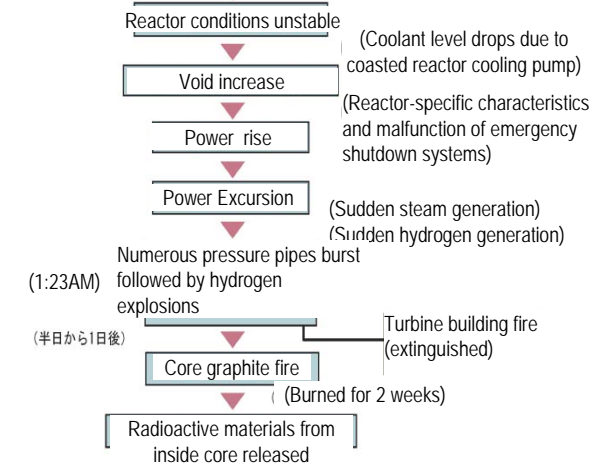 Reactor conditions unstable
(Coolant level drops due to
coasted reactor cooling pump)
Void increase
(Reactor-specific characteristics
and malfunction of emergency
shutdown systems)
Power rise
Power Excursion
(Sudden steam generation)
(Sudden hydrogen generation)
Numerous pressure pipes burst
(1:23AM) followed by hydrogen
explosions
(半日から1日後)
Turbine building fire
(extinguished)
Core graphite fire
(Burned for 2 weeks)
Radioactive materials from
inside core released